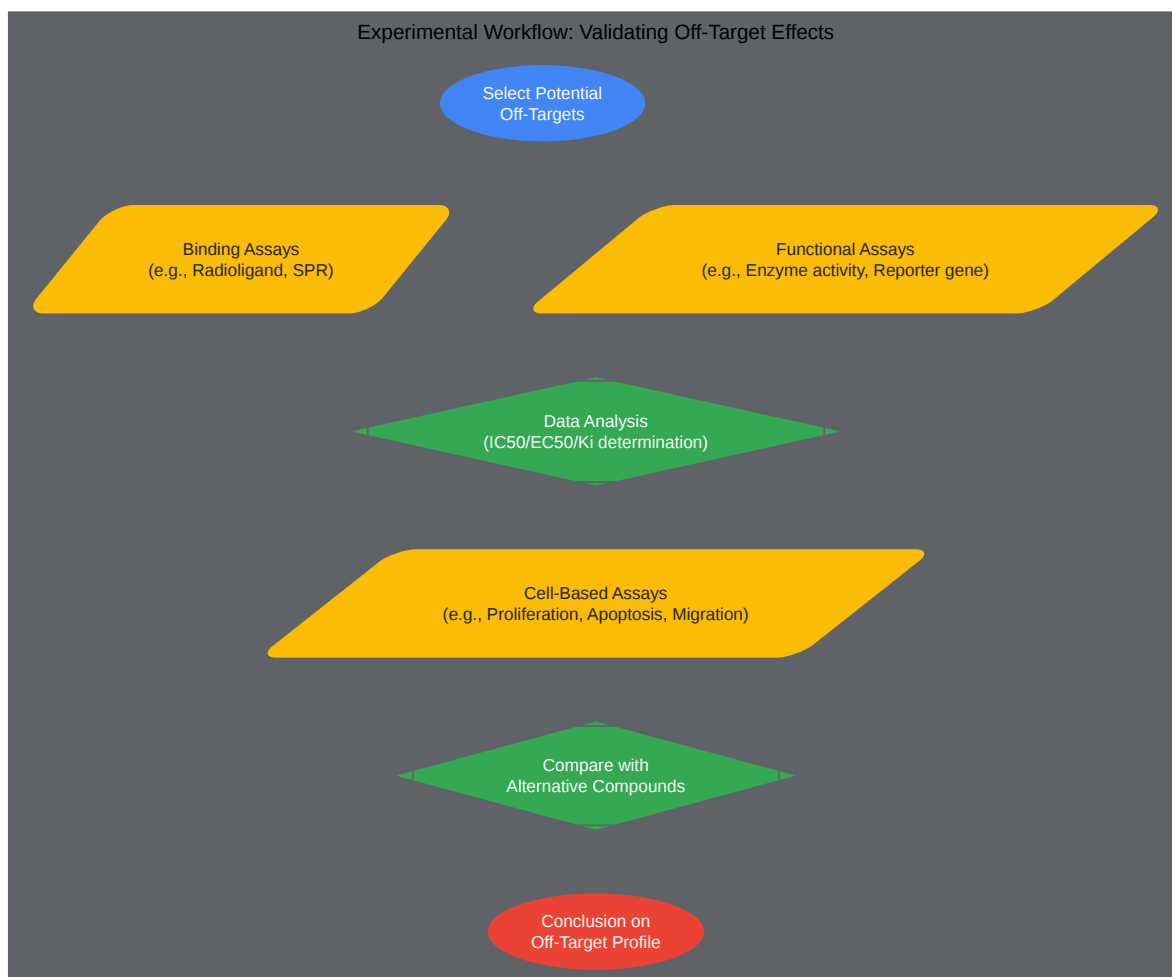 Experimental Workflow: Validating Off-Target Effects
Select Potential
Off-Targets
Binding Assays
(e.g., Radioligand, SPR)
Functional Assays
(e.g., Enzyme activity, Reporter gene)
Data Analysis
(IC50/EC50/Ki determination)
Cell-Based Assays
(e.g., Proliferation, Apoptosis, Migration)
Compare with
Alternative Compounds
Conclusion on
Off-Target Profile